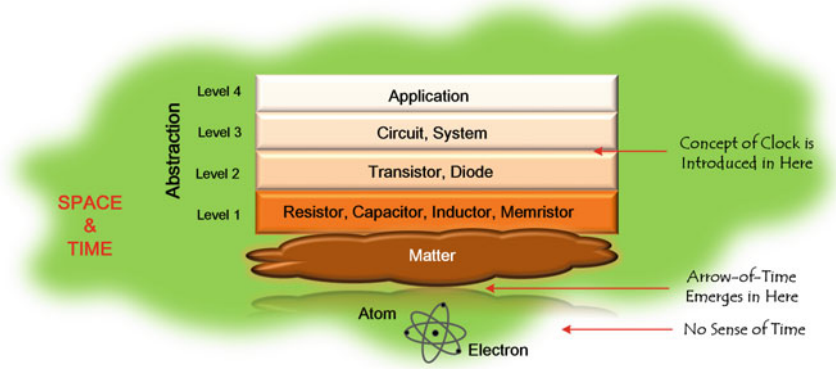 Abstraction
Level 4
Application
Level 3
Circuit, System
Concept of Clock is
Introduced in Here
Level 2
Transistor, Diode
SPACE
&
TIME
Level 1
Resistor, Capacitor, Inductor, Memristor
Matter
Arrow-of-Time
Emerges in Here
Atom
No Sense of Time
Electron